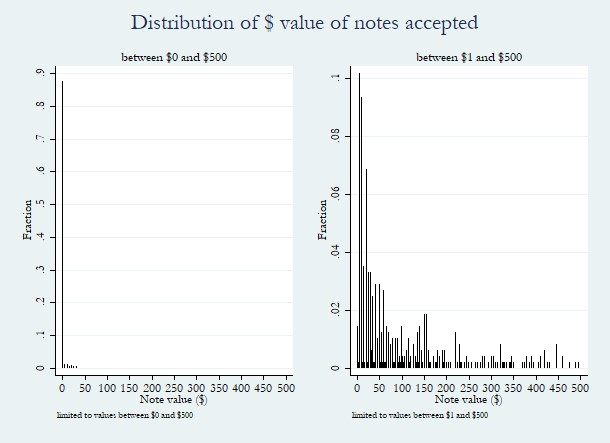 Distribution of $ value of notes accepted
between $0 and $500
Fraction
0 .1 .2 .3 .4 .5 .6 .7 .8 .9
0 50 100 150 200 250 300 350 400 450 500
Note value ($)
limited to values between $0 and $500
between $1 and $500
Fraction
0 .02 .04 .06 .08 .1
0 50 100 150 200 250 300 350 400 450 500
Note value ($)
limited to values between $1 and $500